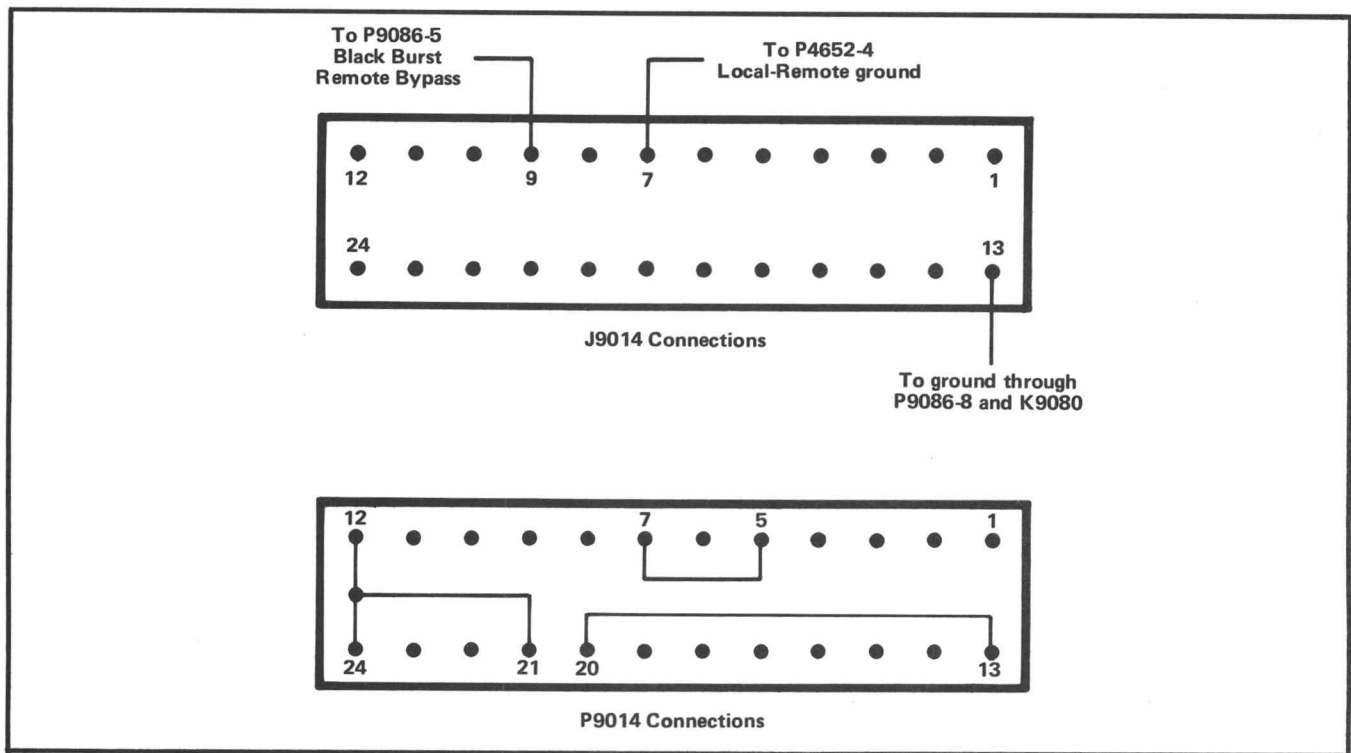 To P9086-5
Black Burst
Remote Bypass
To P4652-4
Local-Remote ground
12 9 7 1
24 13
J9014 Connections
To ground through
P9086-8 and K9080
12 7 5 1
24 21 20 13
P9014 Connections